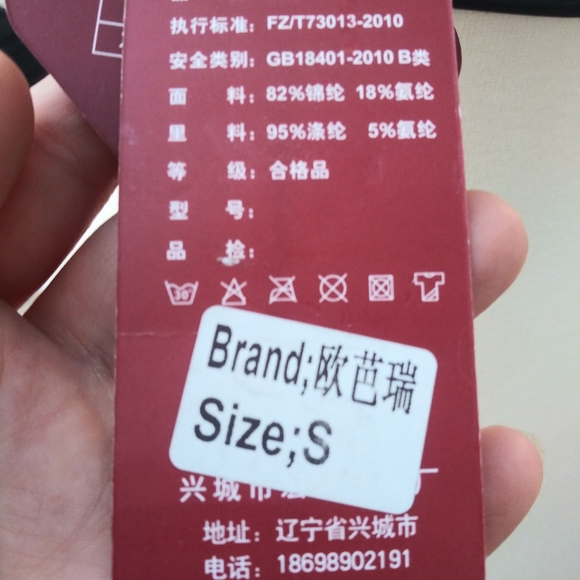 执行标准：FZ/T73013-2010
安全类别：GB18401-2010 B类
面 料：82%锦纶 18%氨纶
里 料：95%涤纶 5%氨纶
等 级：合格品
型 号：
品 检：
30°
Brand;欧芭瑞
Size;S
兴城市
地址：辽宁省兴城市
电话：18698902191